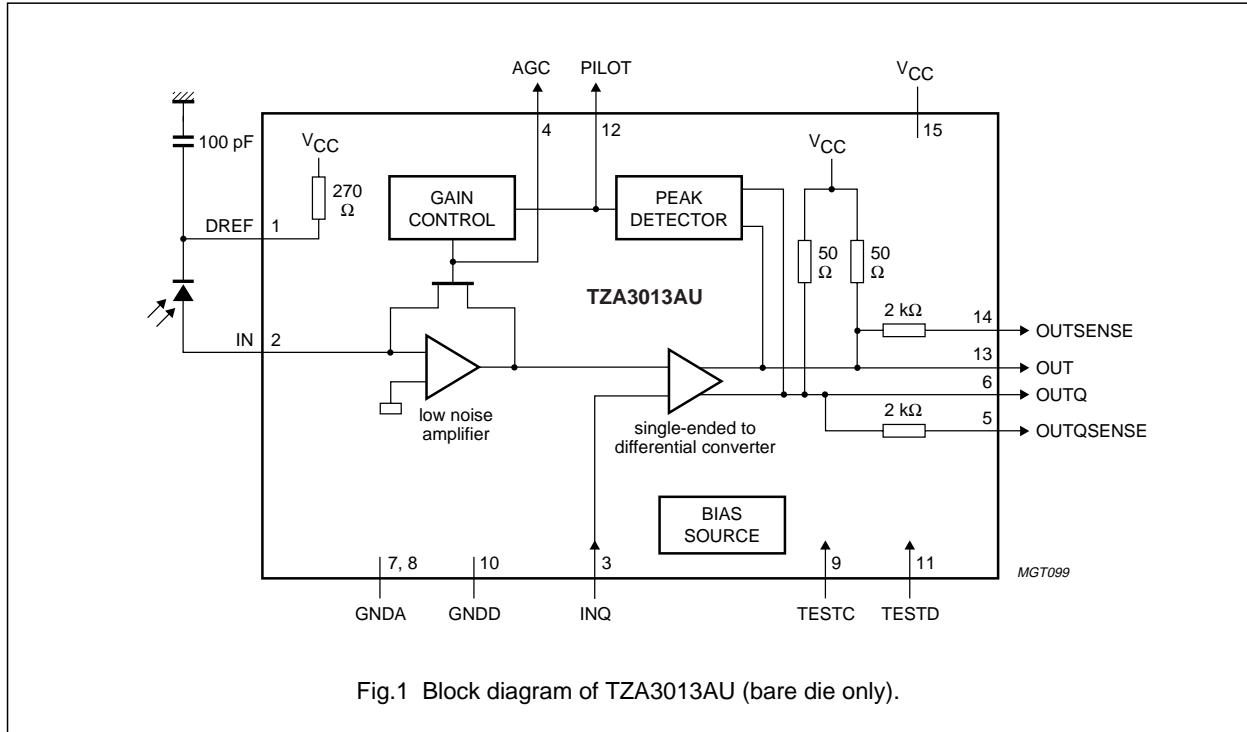 AGC
PILOT
VCC
4
12
15
100 pF
VCC
VCC
270
Ω
GAIN
CONTROL
PEAK
DETECTOR
DREF
1
50
Ω
50
Ω
TZA3013AU
2 kΩ
14
OUTSENSE
IN
2
13
OUT
6
OUTQ
low noise
amplifier
single-ended to
differential converter
2 kΩ
5
OUTQSENSE
BIAS
SOURCE
7, 8
10
3
9
11
MGT099
GNDA
GNDD
INQ
TESTC
TESTD
Fig.1 Block diagram of TZA3013AU (bare die only).